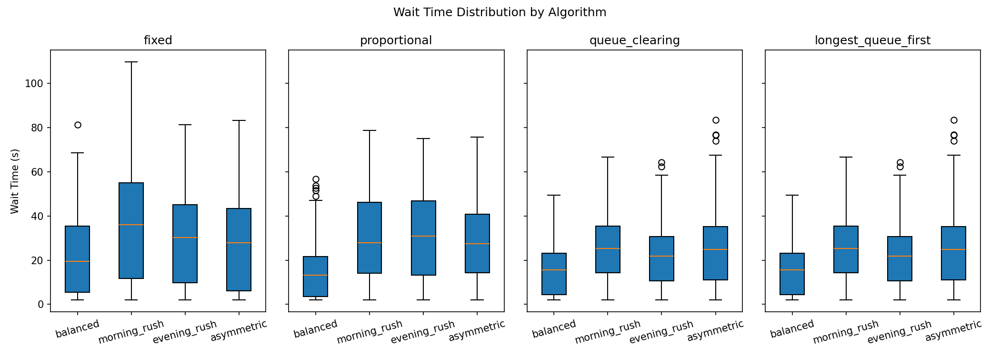 Wait Time Distribution by Algorithm
fixed
proportional
queue_clearing
longest_queue_first
Wait Time (s)
100
80
60
40
20
0
balanced
morning_rush
evening_rush
asymmetric
balanced
morning_rush
evening_rush
asymmetric
balanced
morning_rush
evening_rush
asymmetric
balanced
morning_rush
evening_rush
asymmetric